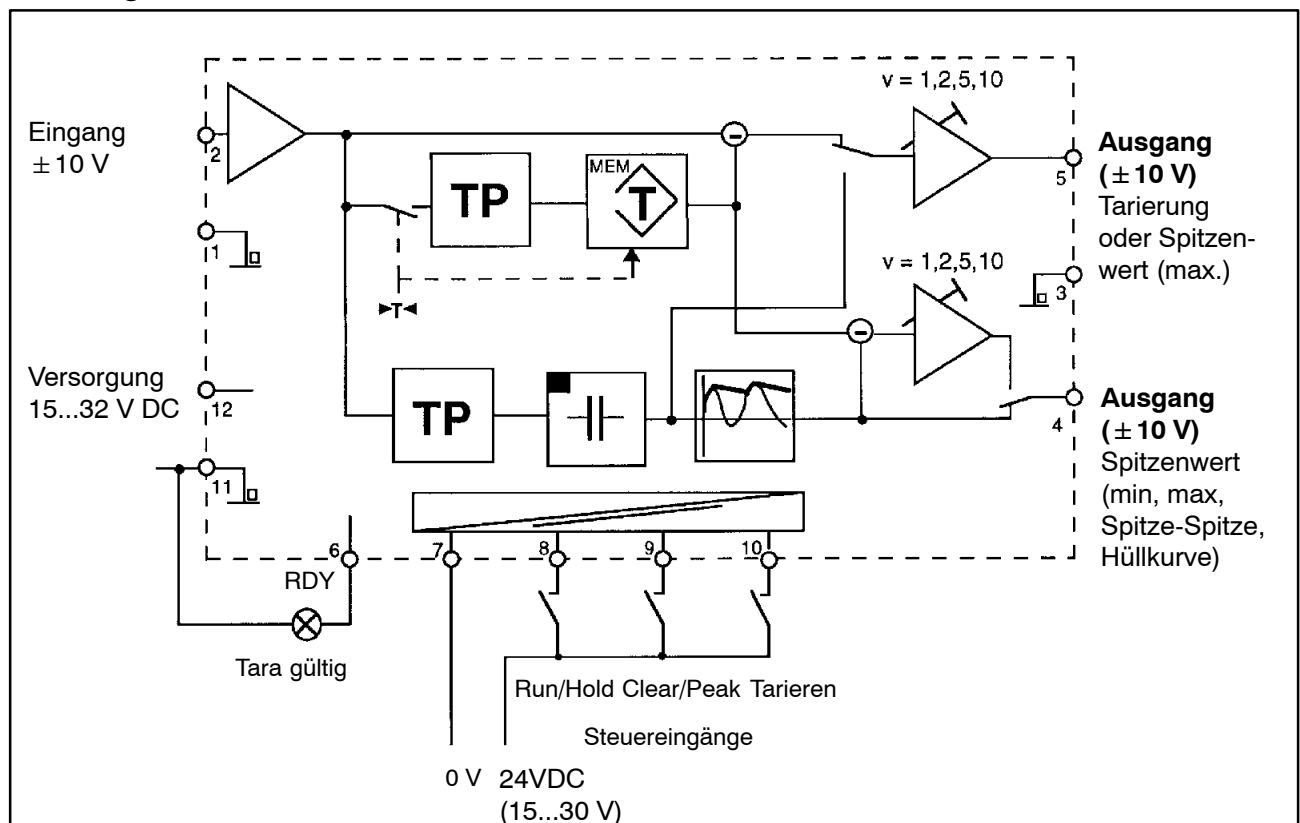 v = 1,2,5,10
Eingang
± 10 V
2
1
TP
MEM
T
T
5
Ausgang
(± 10 V)
Tarierung
oder Spitzen-
wert (max.)
v = 1,2,5,10
3
Versorgung
15...32 V DC
12
11
TP
4
Ausgang
(± 10 V)
Spitzenwert
(min, max,
Spitze-Spitze,
Hüllkurve)
6
7
8
9
10
RDY
Tara gültig
Run/Hold Clear/Peak Tarieren
Steuereingänge
0 V 24VDC
(15...30 V)